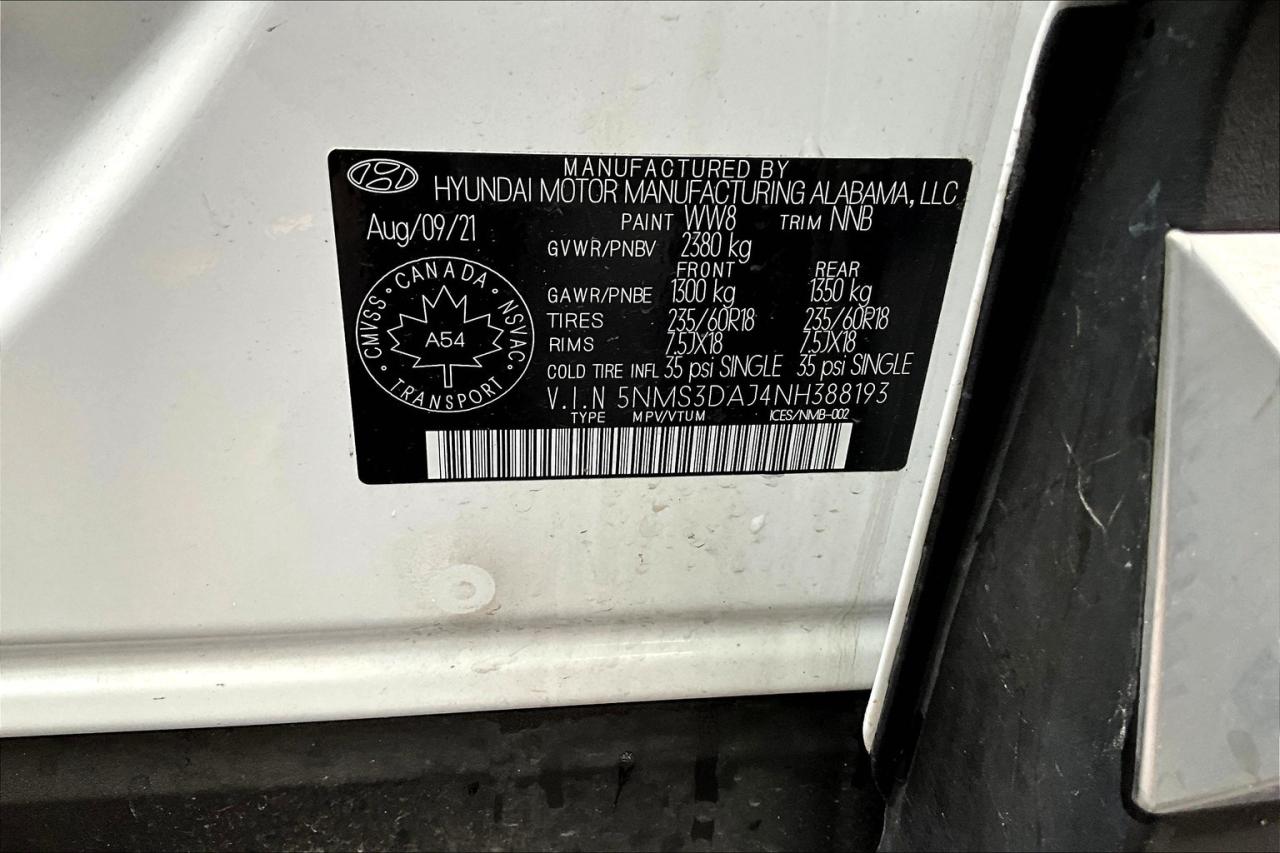 MANUFACTURED BY
HYUNDAI MOTOR MANUFACTURING ALABAMA, LLC
Aug/09/21
PAINT WW8 TRIM NNB
GVWR/PNBV 2380 kg
FRONT REAR
GAWR/PNBE 1300 kg 1350 kg
TIRES 235/60R18 235/60R18
RIMS 7.5JX18 7.5JX18
COLD TIRE INFL 35 psi SINGLE 35 psi SINGLE
V.I.N 5NMS3DAJ4NH388193
TYPE MPV/VTUM ICES/NMB-002
CMVSS • CANADA • NSVAC • TRANSPORT •
A54